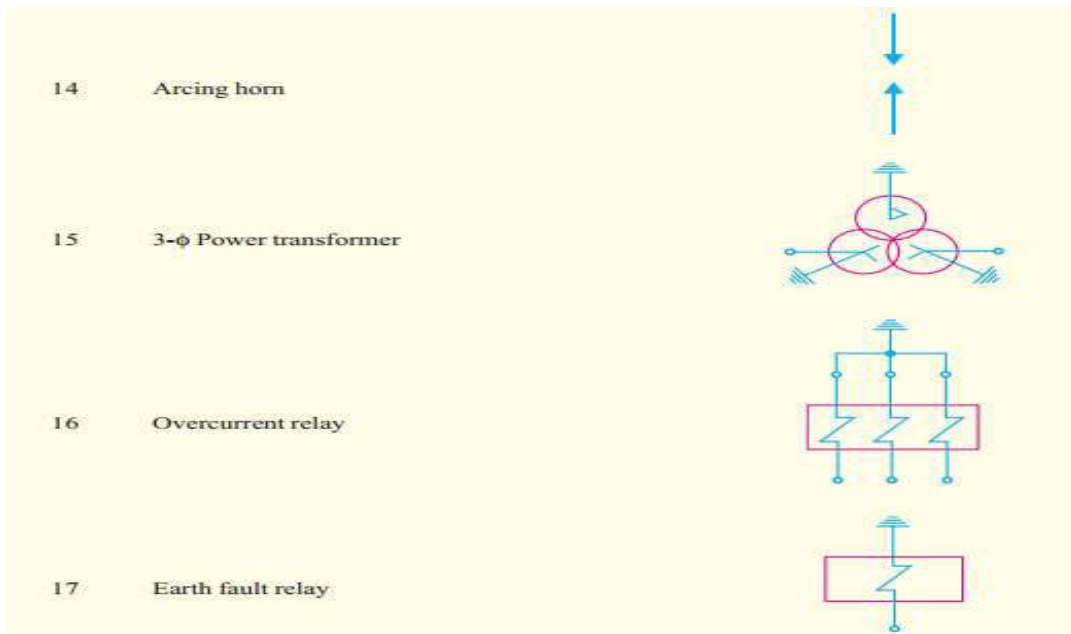 14 Arcing horn
15 3-ϕ Power transformer
16 Overcurrent relay
17 Earth fault relay